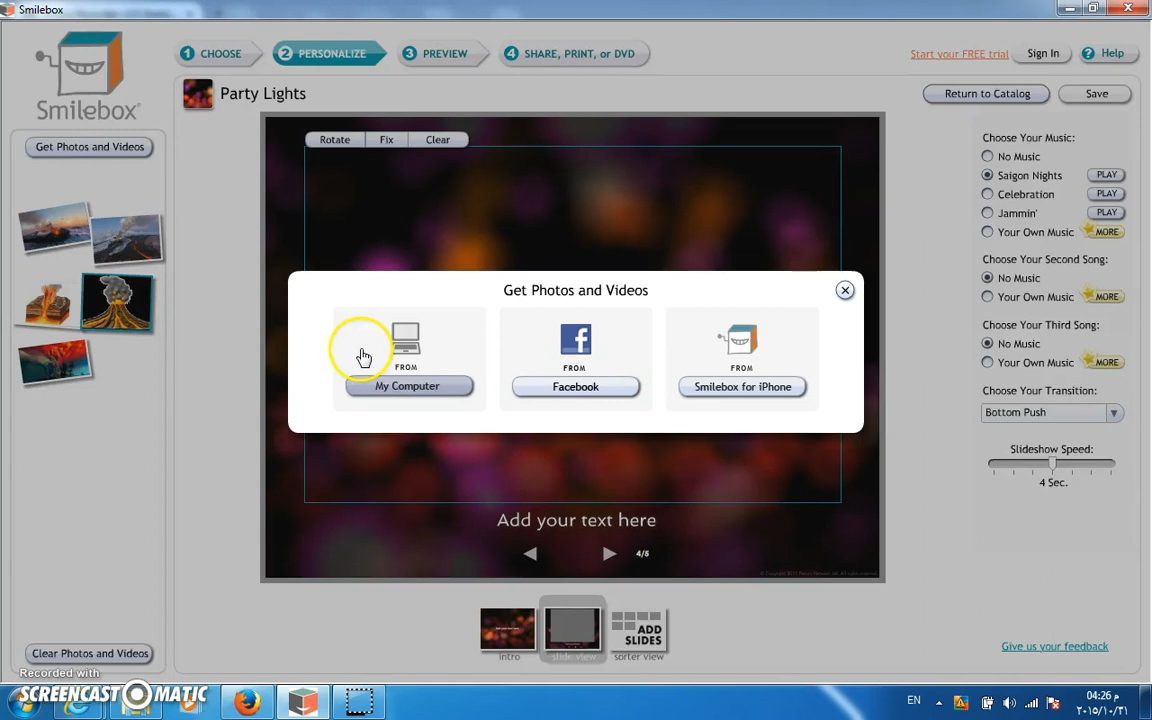 Smilebox
1 CHOOSE
2 PERSONALIZE
3 PREVIEW
4 SHARE, PRINT, or DVD
Start your FREE trial
Sign In
? Help
Smilebox
Party Lights
Return to Catalog
Save
Get Photos and Videos
Rotate
Fix
Clear
Choose Your Music:
No Music
Saigon Nights PLAY
Celebration PLAY
Jammin' PLAY
Your Own Music MORE
Choose Your Second Song:
No Music
Your Own Music MORE
Choose Your Third Song:
No Music
Your Own Music MORE
Choose Your Transition:
Bottom Push
Slideshow Speed:
4 Sec.
Get Photos and Videos
FROM
My Computer
FROM
Facebook
FROM
Smilebox for iPhone
Add your text here
4/5
intro
slide view
ADD SLIDES
sorter view
Give us your feedback
Clear Photos and Videos
Recorded with
SCREENCAST MATIC
EN
04:26 م
٢٠١٥/١٠/٣١